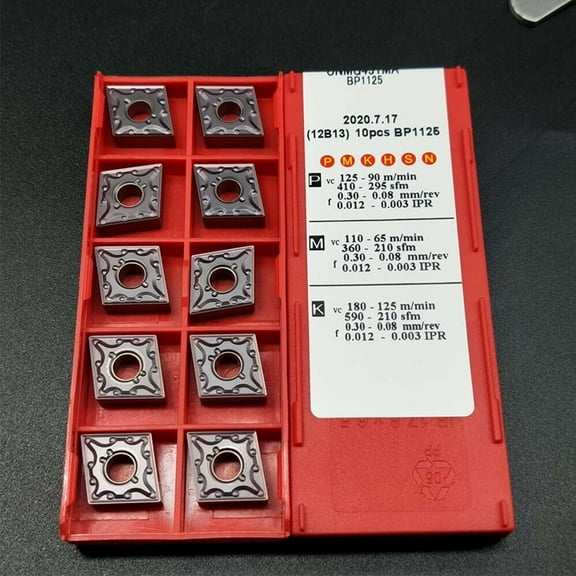 BP1125
2020.7.17
(12B13) 10pcs BP1125
P M K H S N
P vc 125 - 90 m/min
410 - 295 sfm
0.30 - 0.08 mm/rev
f 0.012 - 0.003 IPR
M vc 110 - 65 m/min
360 - 210 sfm
0.30 - 0.08 mm/rev
f 0.012 - 0.003 IPR
K vc 180 - 125 m/min
590 - 210 sfm
0.30 - 0.08 mm/rev
f 0.012 - 0.003 IPR
PP
05